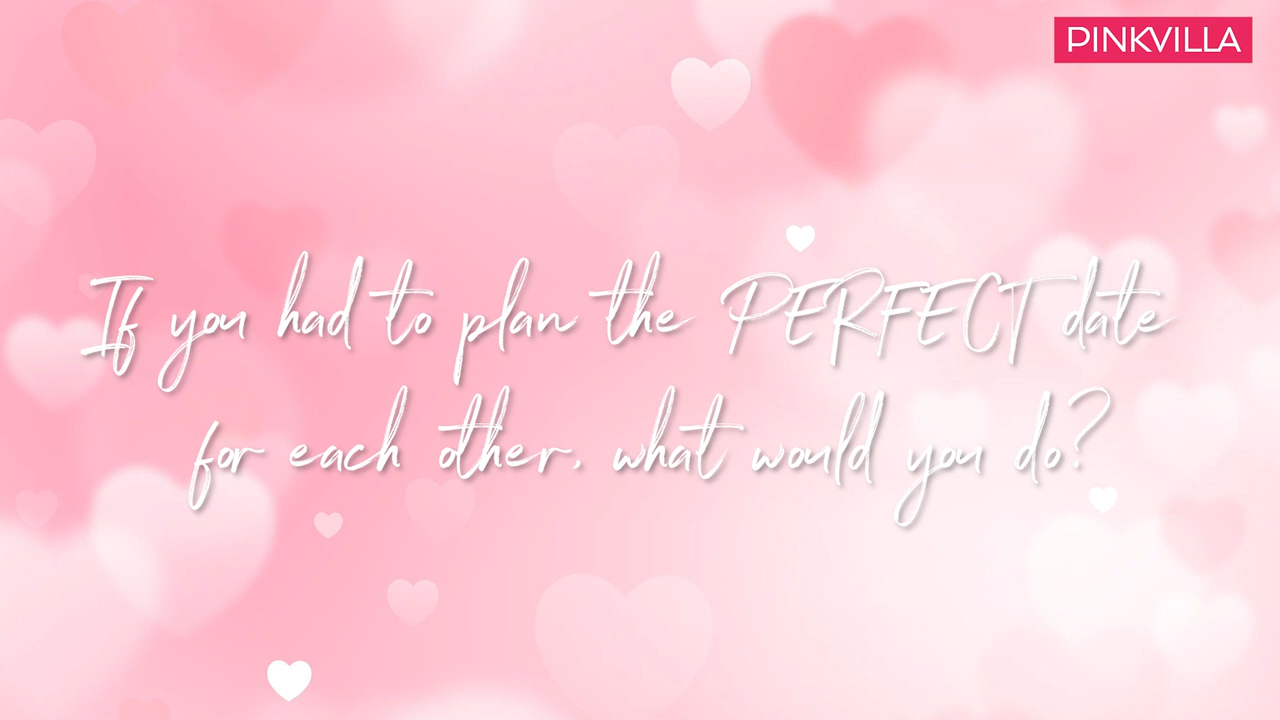 PINKVILLA
If you had to plan the PERFECT date
for each other, what would you do?